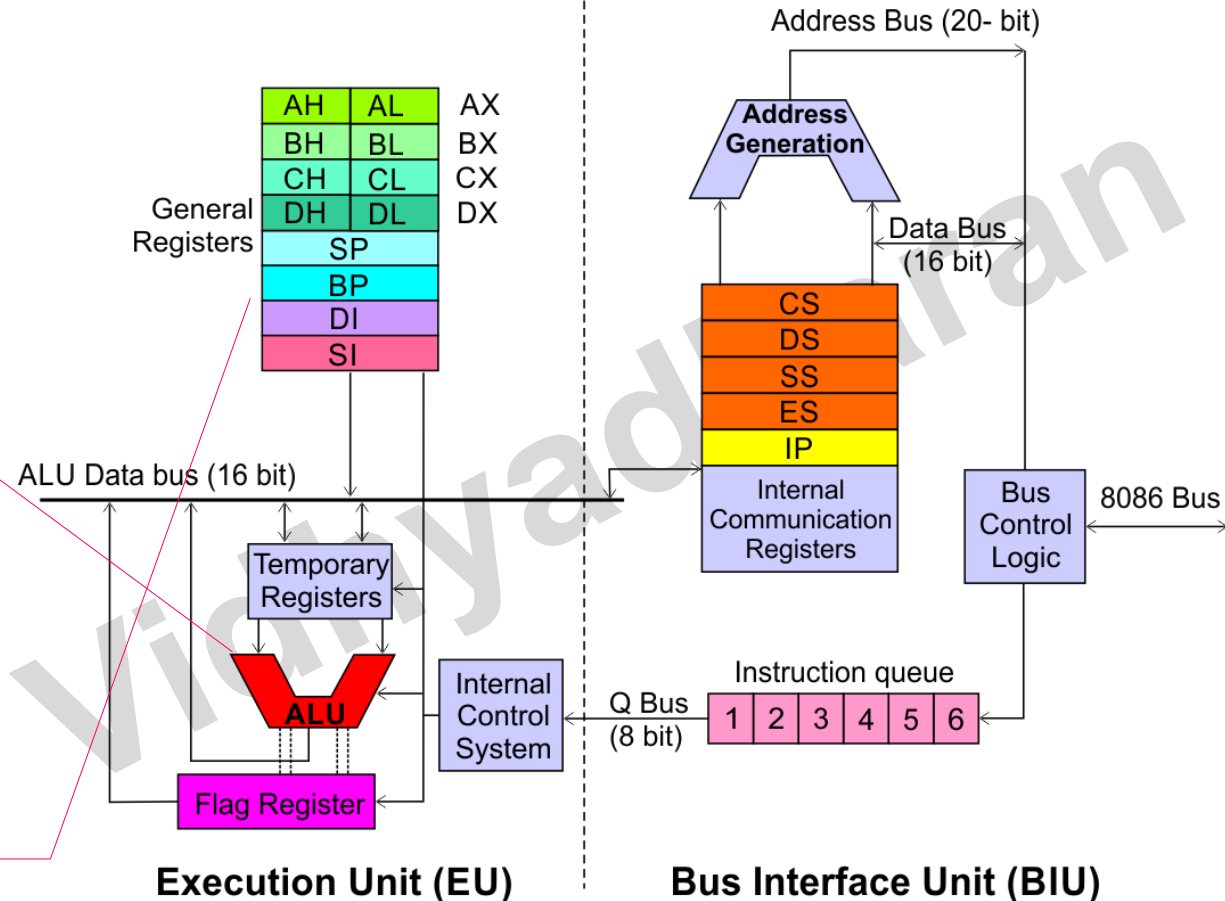 Address Bus (20- bit)
AH AL AX
BH BL BX
CH CL CX
DH DL DX
General
Registers
SP
BP
DI
SI
Address
Generation
Data Bus
(16 bit)
CS
DS
SS
ES
IP
Internal
Communication
Registers
Bus
Control
Logic
8086 Bus
ALU Data bus (16 bit)
Temporary
Registers
ALU
Internal
Control
System
Flag Register
Q Bus
(8 bit)
Instruction queue
1 2 3 4 5 6
Execution Unit (EU)
Bus Interface Unit (BIU)